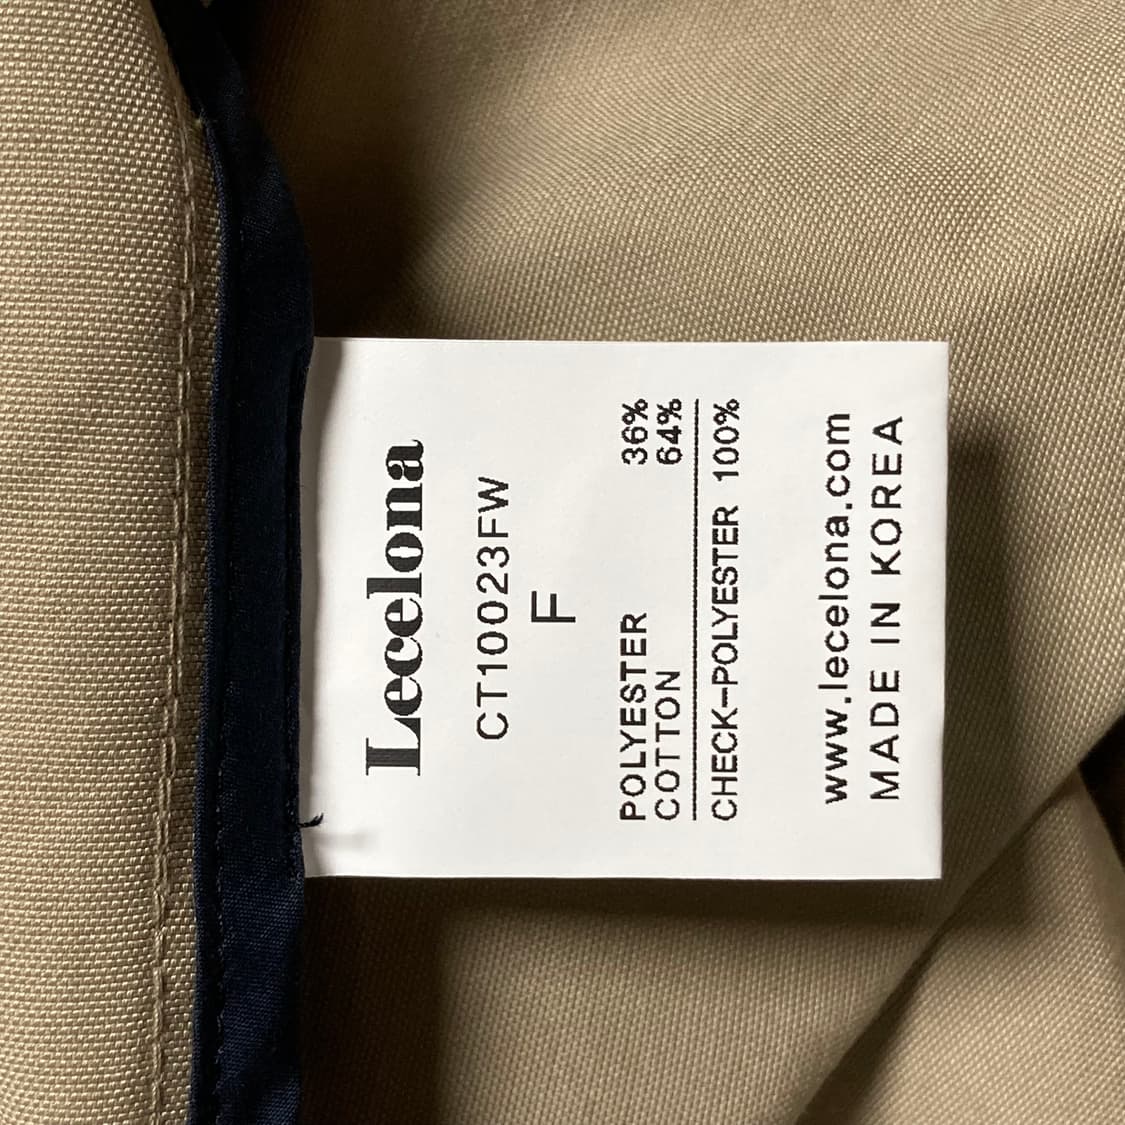 Lecelona
CT10023FW
F
POLYESTER 36%
COTTON 64%
CHECK-POLYESTER 100%
www.lecelona.com
MADE IN KOREA